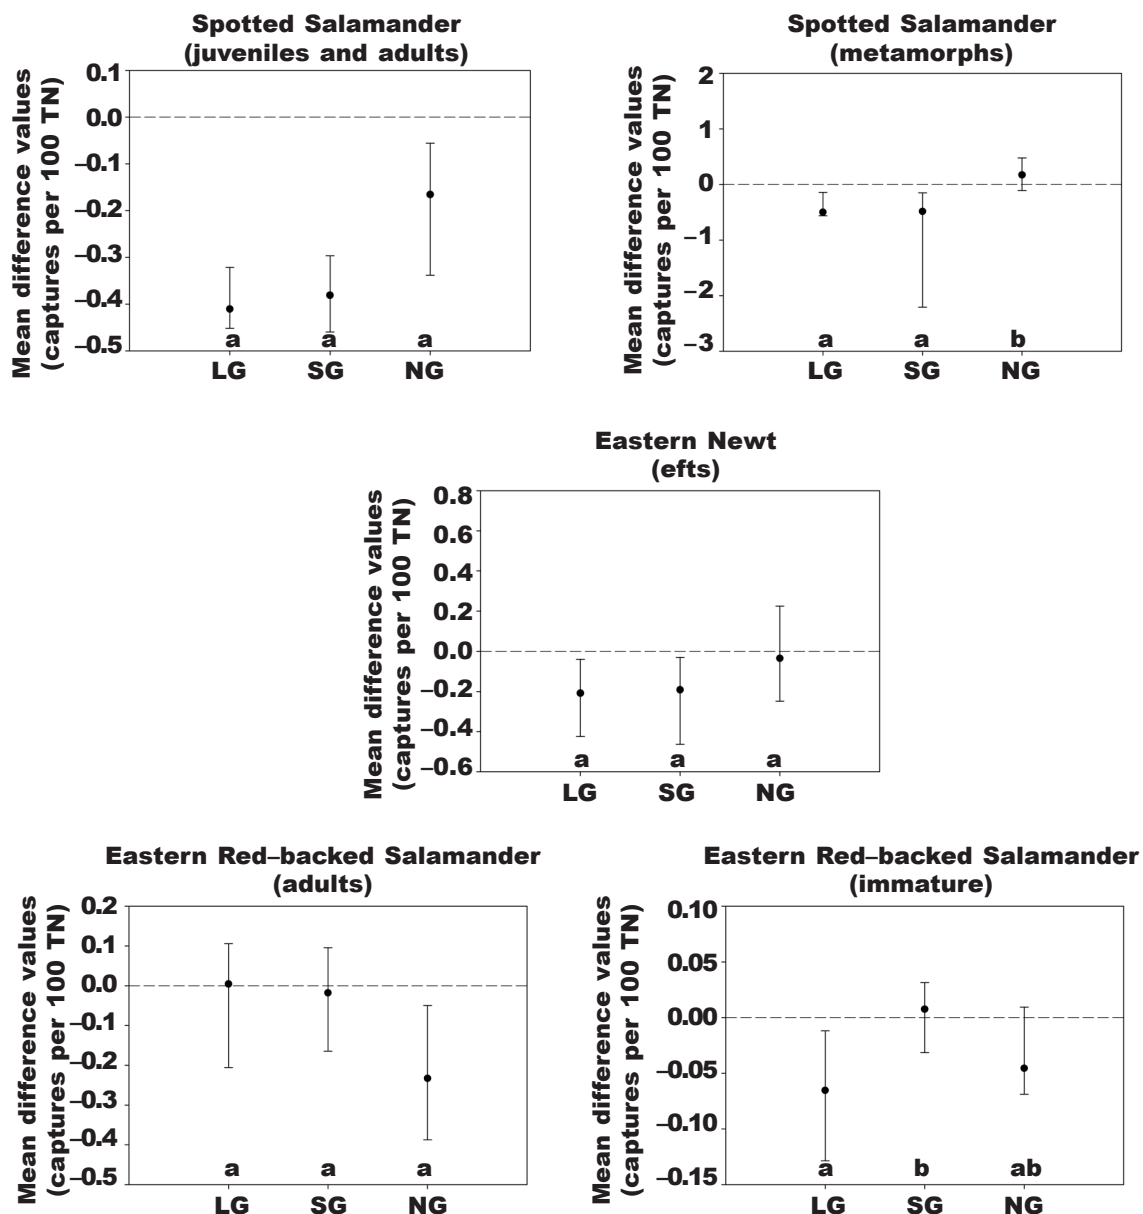 Spotted Salamander
(juveniles and adults)
Mean difference values
(captures per 100 TN)
0.1
0.0
–0.1
–0.2
–0.3
–0.4
–0.5
a a a
LG SG NG
Spotted Salamander
(metamorphs)
Mean difference values
(captures per 100 TN)
2
1
0
–1
–2
–3
a a b
LG SG NG
Eastern Newt
(efts)
Mean difference values
(captures per 100 TN)
0.8
0.6
0.4
0.2
0.0
–0.2
–0.4
–0.6
a a a
LG SG NG
Eastern Red–backed Salamander
(adults)
Mean difference values
(captures per 100 TN)
0.2
0.1
0.0
–0.1
–0.2
–0.3
–0.4
–0.5
a a a
LG SG NG
Eastern Red–backed Salamander
(immature)
Mean difference values
(captures per 100 TN)
0.10
0.05
0.00
–0.05
–0.10
–0.15
a b ab
LG SG NG